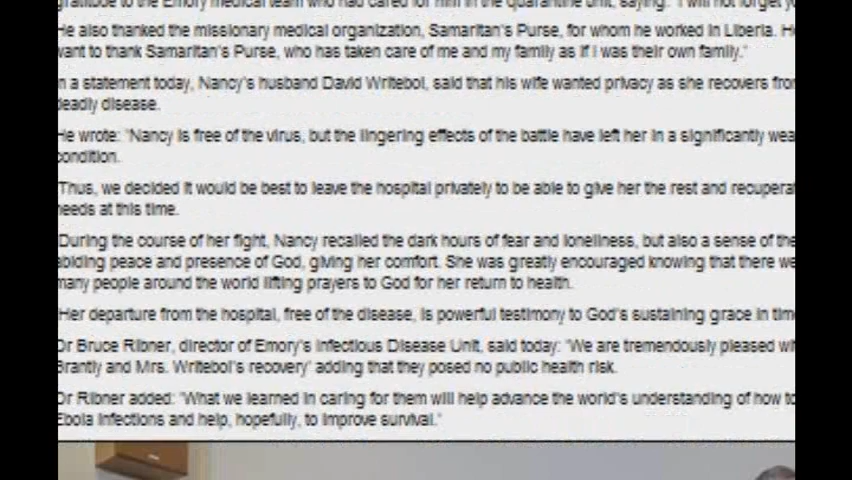 gratitude to the Emory medical team who had cared for him in the quarantine unit, saying: "I will not forget
He also thanked the missionary medical organization, Samaritan's Purse, for whom he worked in Liberia.
want to thank Samaritan's Purse, who has taken care of me and my family as if I was their own family."
n a statement today, Nancy's husband David Writebol, said that his wife wanted privacy as she recovers
deadly disease.
He wrote: "Nancy is free of the virus, but the lingering effects of the battle have left her in a significantly
condition.
'Thus, we decided it would be best to leave the hospital privately to be able to give her the rest and
needs at this time.
'During the course of her fight, Nancy recalled the dark hours of fear and loneliness, but also a sense of the
abiding peace and presence of God, giving her comfort. She was greatly encouraged knowing that there
many people around the world lifting prayers to God for her return to health.
'Her departure from the hospital, free of the disease, is powerful testimony to God's sustaining grace in
Dr Bruce Ribner, director of Emory's Infectious Disease Unit, said today: 'We are tremendously pleased
Brantly and Mrs. Writebol's recovery' adding that they posed no public health risk.
Dr Ribner added: "What we learned in caring for them will help advance the world's understanding of how to
Ebola infections and help, hopefully, to improve survival."